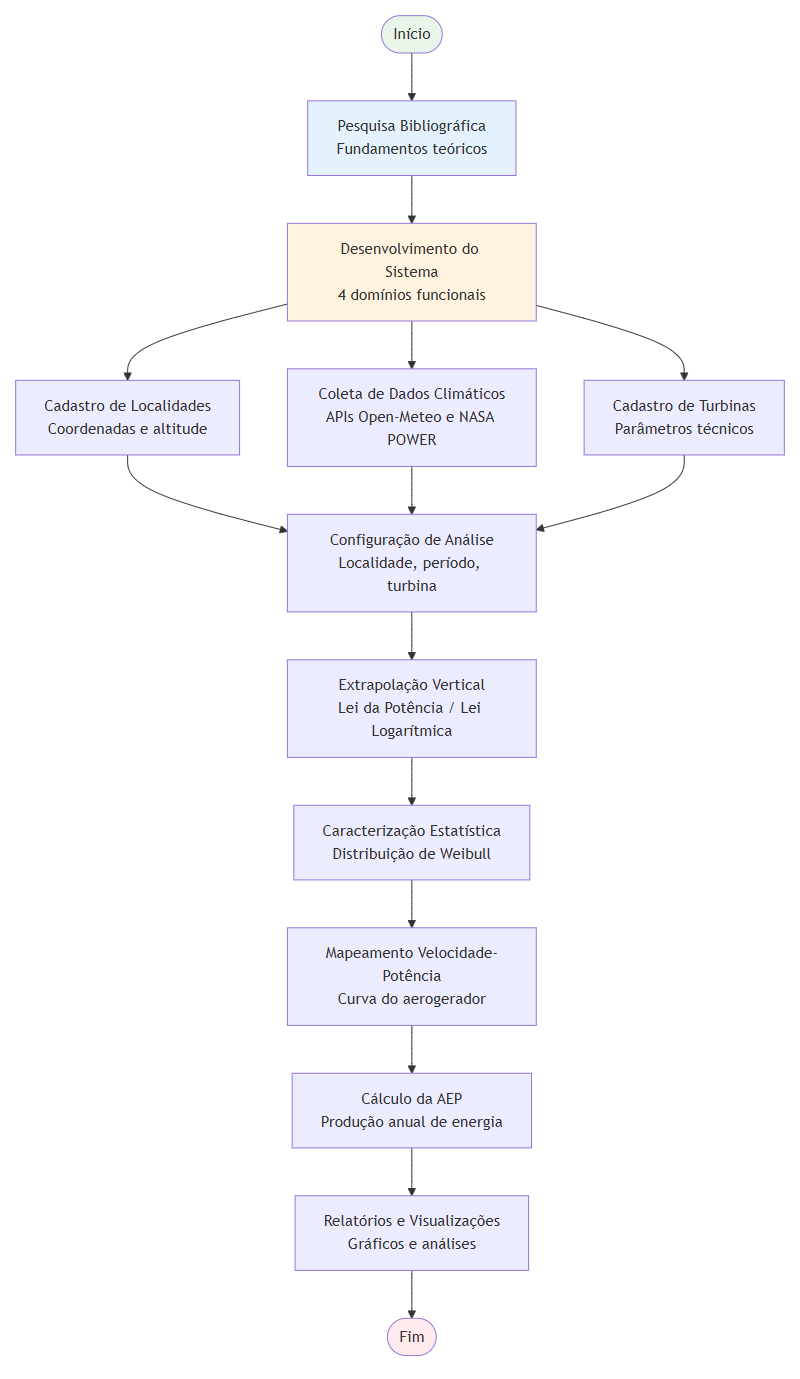 Início
Pesquisa Bibliográfica
Fundamentos teóricos
Desenvolvimento do
Sistema
4 domínios funcionais
Cadastro de Localidades
Coordenadas e altitude
Coleta de Dados Climáticos
APIs Open-Meteo e NASA
POWER
Cadastro de Turbinas
Parâmetros técnicos
Configuração de Análise
Localidade, período,
turbina
Extrapolação Vertical
Lei da Potência / Lei
Logarítmica
Caracterização Estatística
Distribuição de Weibull
Mapeamento Velocidade-
Potência
Curva do aerogerador
Cálculo da AEP
Produção anual de energia
Relatórios e Visualizações
Gráficos e análises
Fim